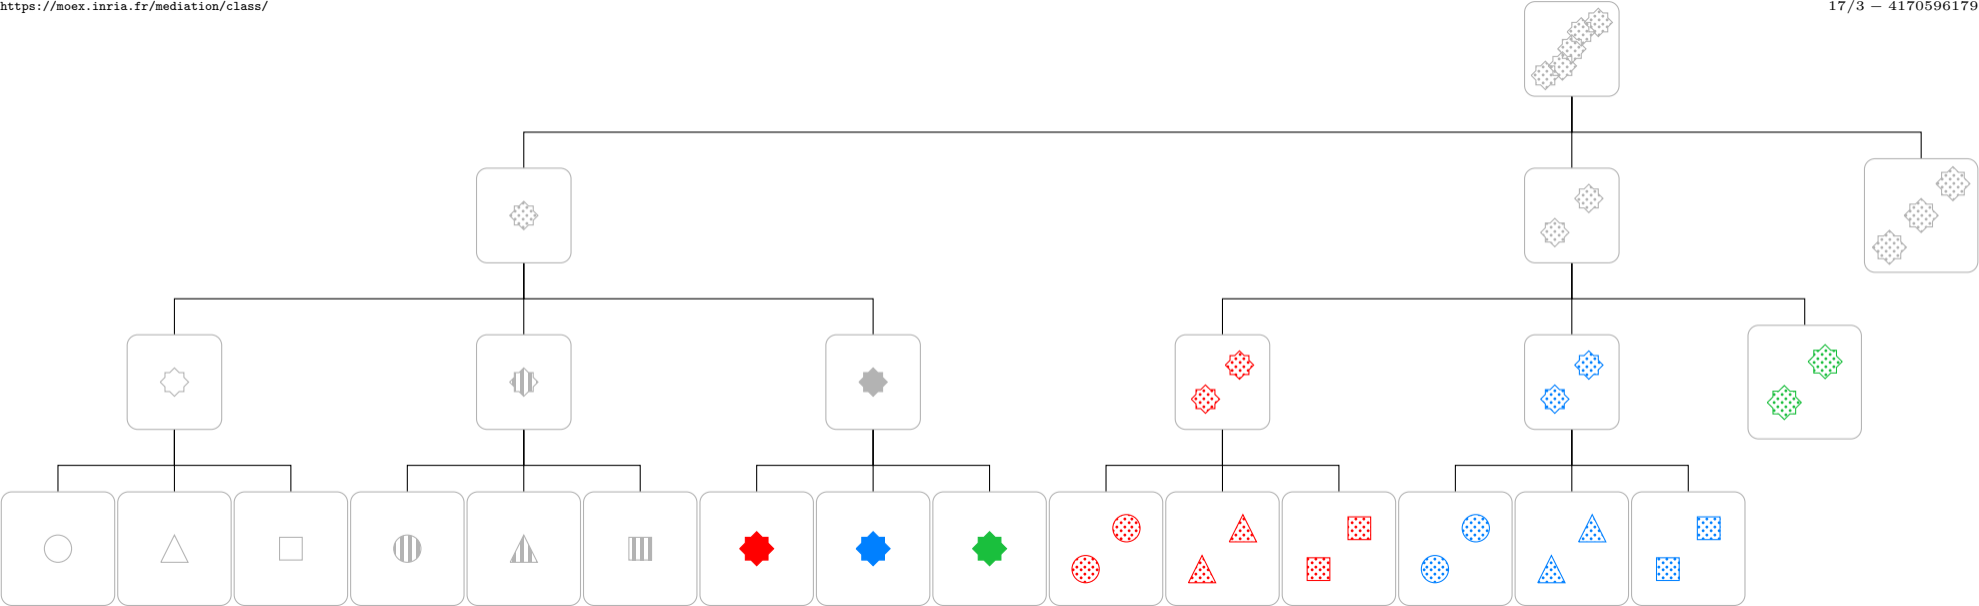 https://moex.inria.fr/mediation/class/
17/3 − 4170596179